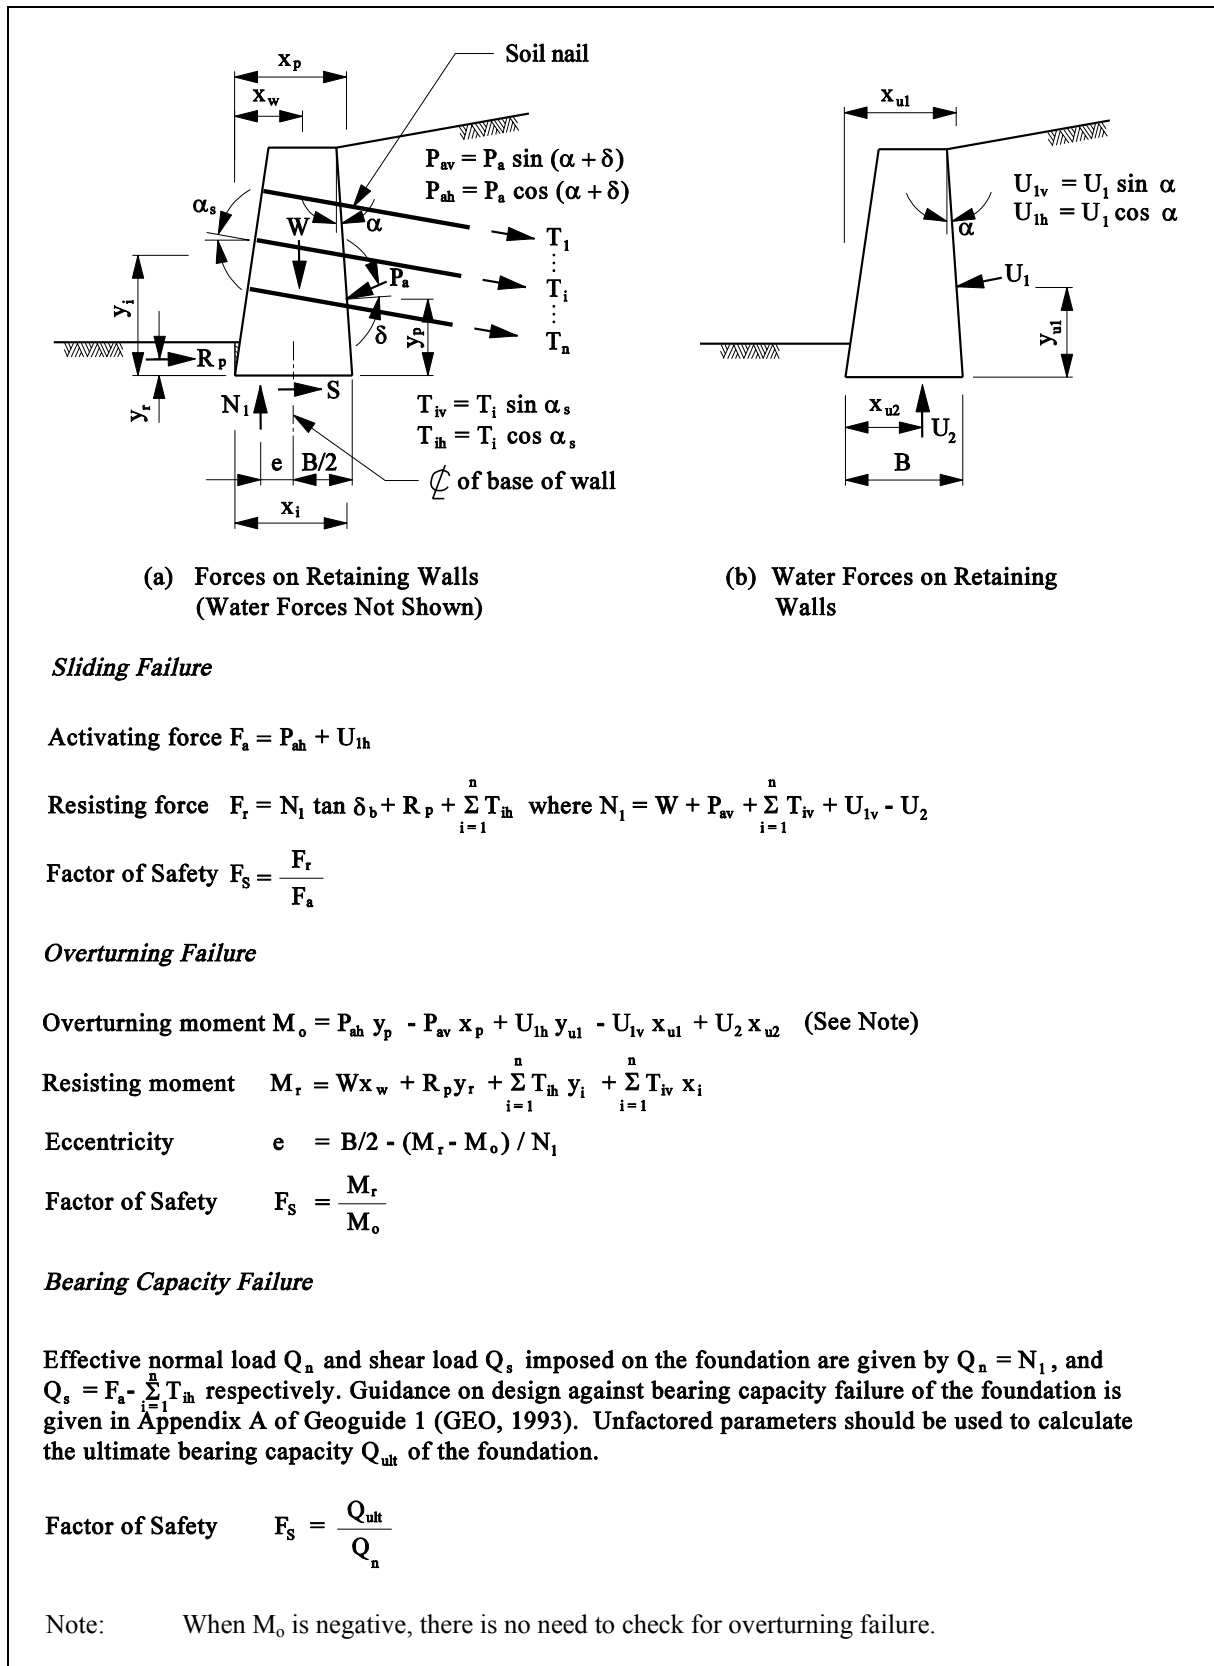 x_p
Soil nail
x_w
P_av = P_a sin (α + δ)
P_ah = P_a cos (α + δ)
α_s
W
α
T_1
P_a
T_i
y_i
y_p
δ
T_n
R_p
S
y_r
N_1
T_iv = T_i sin α_s
T_ih = T_i cos α_s
e
B/2
℄ of base of wall
x_i
x_u1
U_1v = U_1 sin α
U_1h = U_1 cos α
α
U_1
y_u1
x_u2
U_2
B
(a) Forces on Retaining Walls
(Water Forces Not Shown)
(b) Water Forces on Retaining
Walls
Sliding Failure
Activating force F_a = P_ah + U_1h
Resisting force F_r = N_1 tan δ_b + R_p + Σ_{i=1}^{n} T_ih where N_1 = W + P_av + Σ_{i=1}^{n} T_iv + U_1v - U_2
Factor of Safety F_S = F_r / F_a
Overturning Failure
Overturning moment M_o = P_ah y_p - P_av x_p + U_1h y_u1 - U_1v x_u1 + U_2 x_u2 (See Note)
Resisting moment M_r = Wx_w + R_p y_r + Σ_{i=1}^{n} T_ih y_i + Σ_{i=1}^{n} T_iv x_i
Eccentricity e = B/2 - (M_r - M_o) / N_1
Factor of Safety F_S = M_r / M_o
Bearing Capacity Failure
Effective normal load Q_n and shear load Q_s imposed on the foundation are given by Q_n = N_1, and
Q_s = F_a - Σ_{i=1}^{n} T_ih respectively. Guidance on design against bearing capacity failure of the foundation is
given in Appendix A of Geoguide 1 (GEO, 1993). Unfactored parameters should be used to calculate
the ultimate bearing capacity Q_ult of the foundation.
Factor of Safety F_S = Q_ult / Q_n
Note: When M_o is negative, there is no need to check for overturning failure.